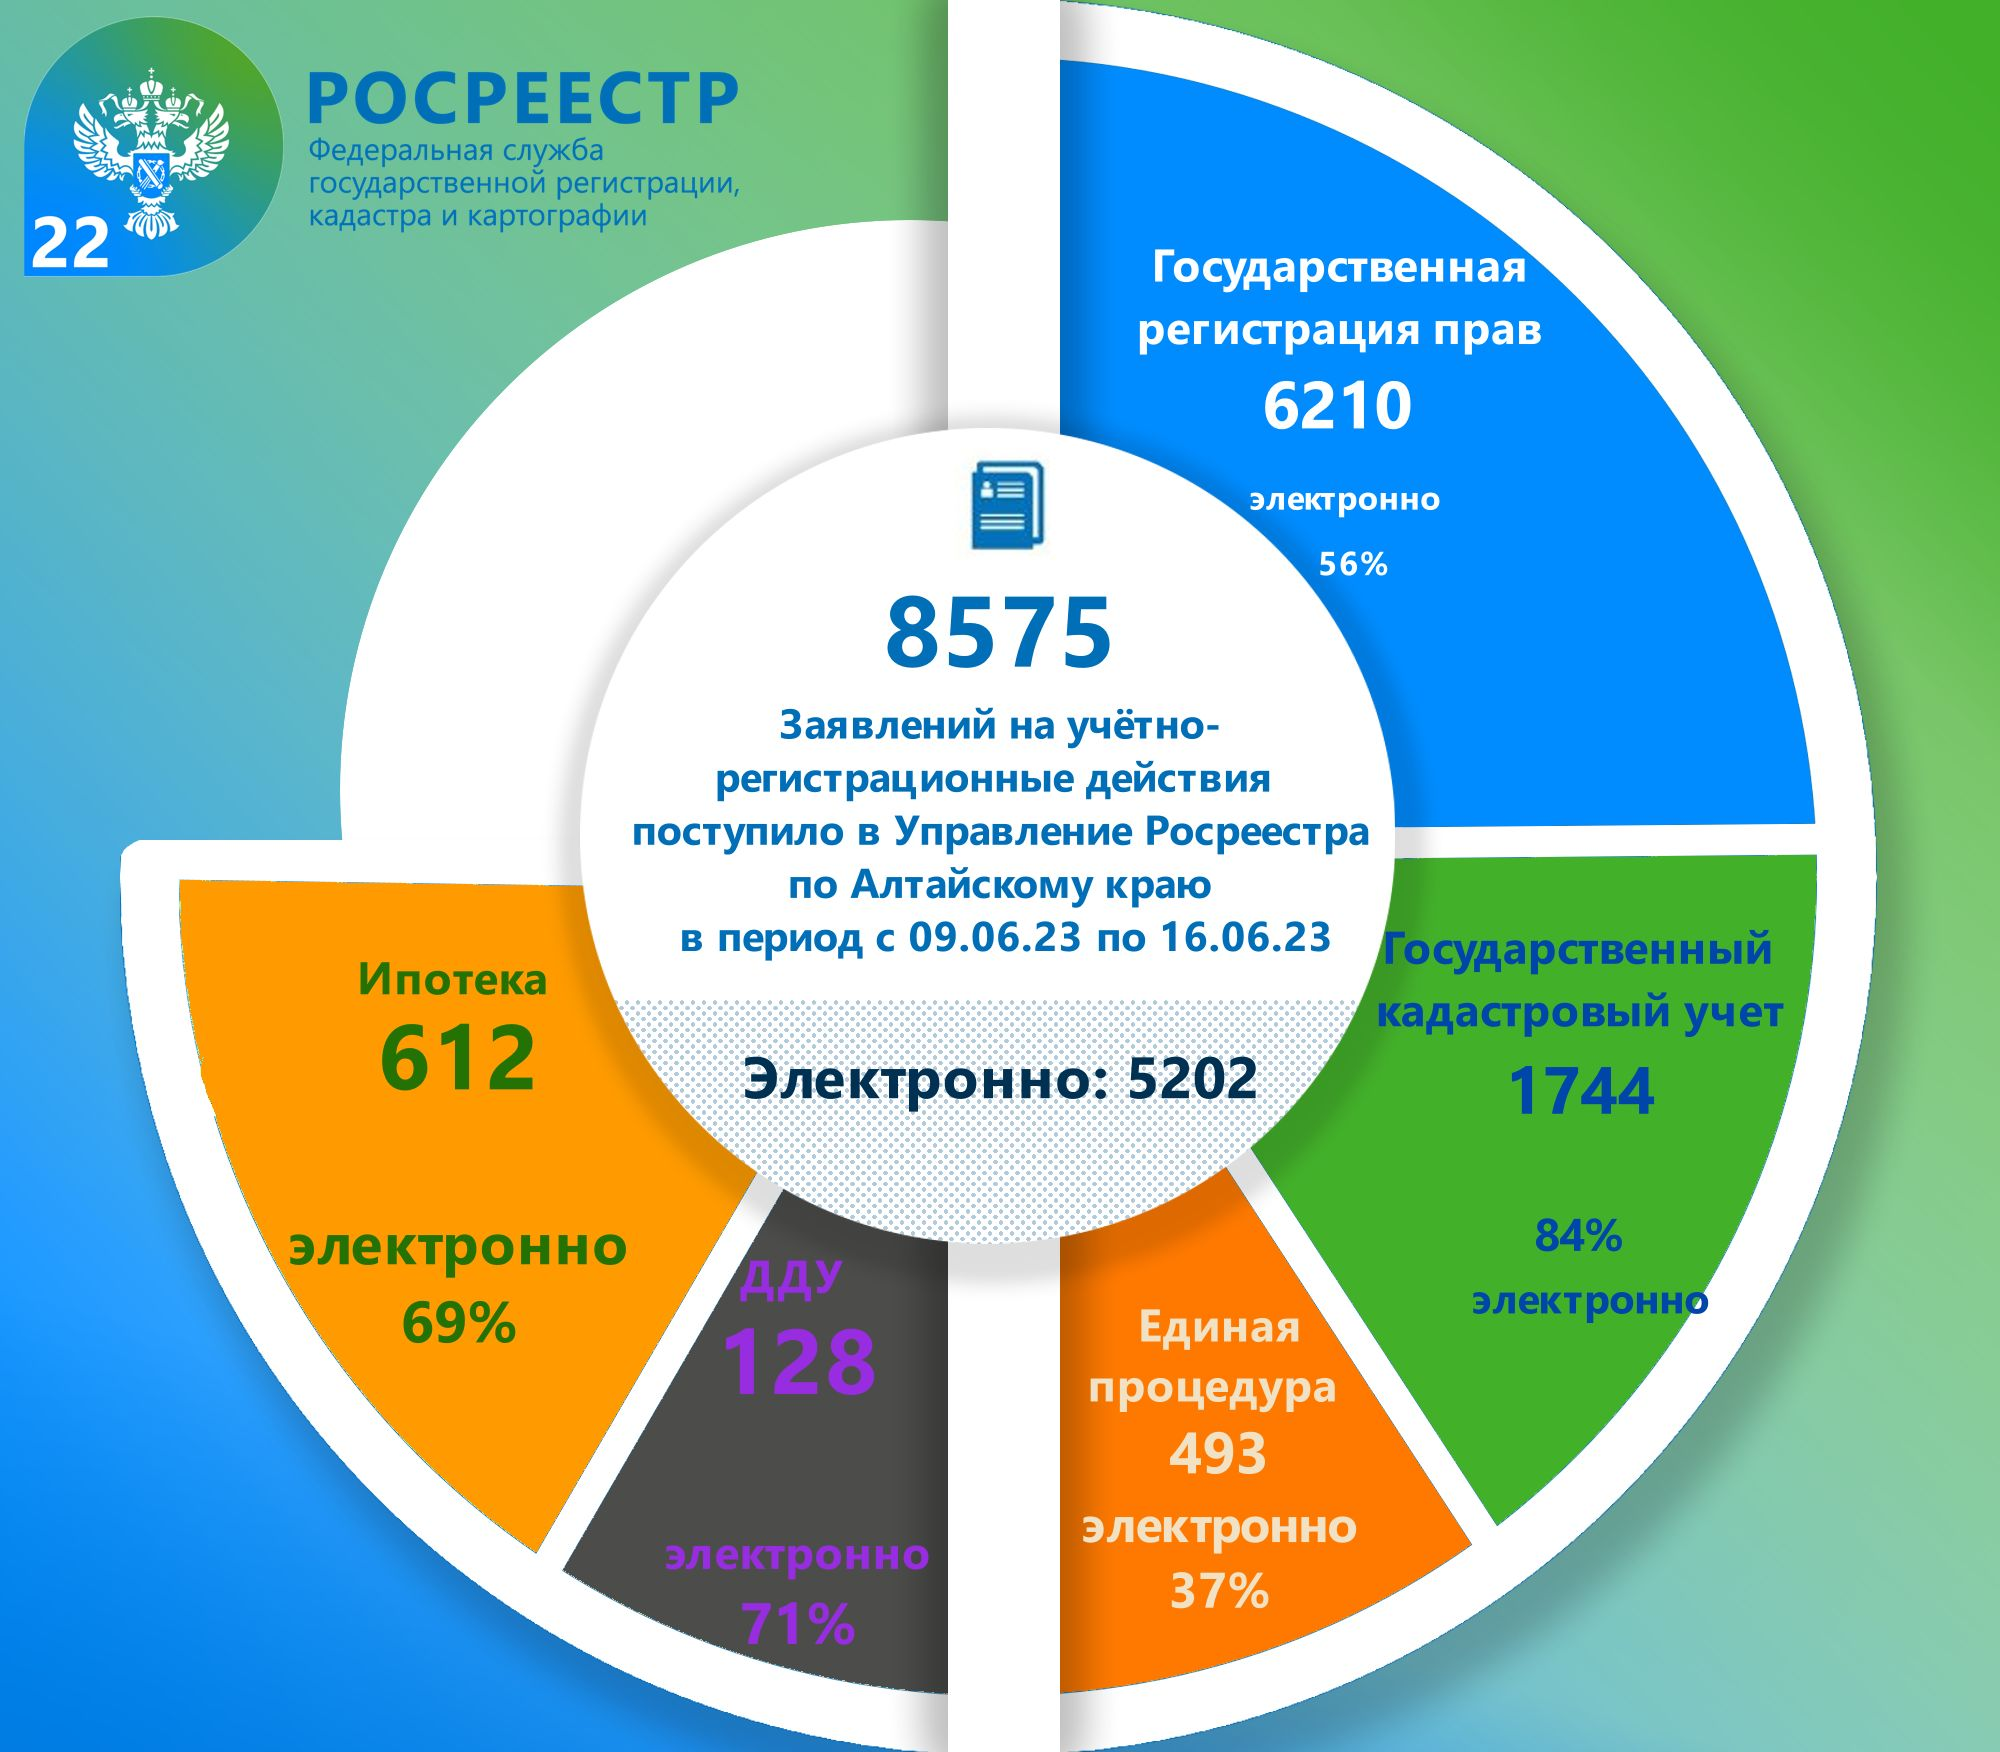 22
РОСРЕЕСТР
Федеральная служба
государственной регистрации,
кадастра и картографии
Государственная
регистрация прав
6210
электронно
56%
8575
Заявлений на учётно-
регистрационные действия
поступило в Управление Росреестра
по Алтайскому краю
в период с 09.06.23 по 16.06.23
Электронно: 5202
Государственный
кадастровый учет
1744
84%
электронно
Ипотека
612
электронно
69%
ДДУ
128
электронно
71%
Единая
процедура
493
электронно
37%